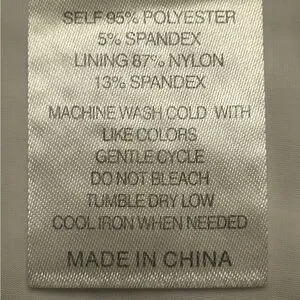 SELF 95% POLYESTER
5% SPANDEX
LINING 87% NYLON
13% SPANDEX
MACHINE WASH COLD WITH
LIKE COLORS
GENTLE CYCLE
DO NOT BLEACH
TUMBLE DRY LOW
COOL IRON WHEN NEEDED
MADE IN CHINA